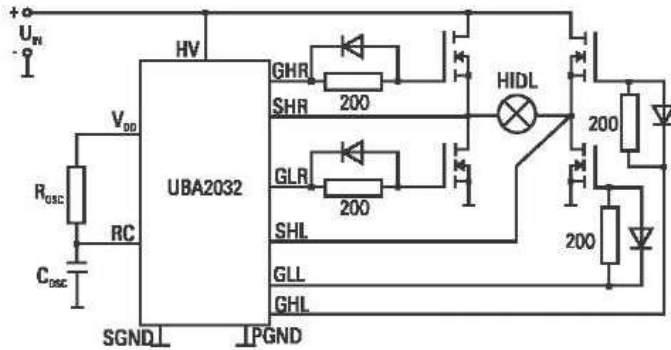 +
U_IN
-
HV
GHR
200
SHR
HIDL
200
V_DD
UBA2032
GLR
200
R_OSC
RC
SHL
200
C_OSC
GLL
GHL
SGND
PGND